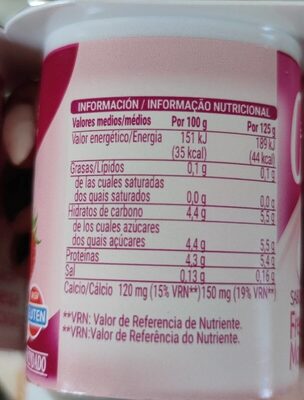 INFORMACIÓN / INFORMAÇÃO NUTRICIONAL
Valores medios/médios Por 100 g Por 125 g
Valor energético/Energia 151 kJ 189 kJ
(35 kcal) (44 kcal)
Grasas/Lípidos 0,1 g 0,1 g
de las cuales saturadas
dos quais saturados 0,0 g 0,0 g
Hidratos de carbono 4,4 g 5,5 g
de los cuales azúcares
dos quais açúcares 4,4 g 5,5 g
Proteínas 4,3 g 5,4 g
Sal 0,13 g 0,16 g
Calcio/Cálcio 120 mg (15% VRN**) 150 mg (19% VRN**)
**VRN: Valor de Referencia de Nutriente.
**VRN:Valor de Referência do Nutriente.
GLUTEN